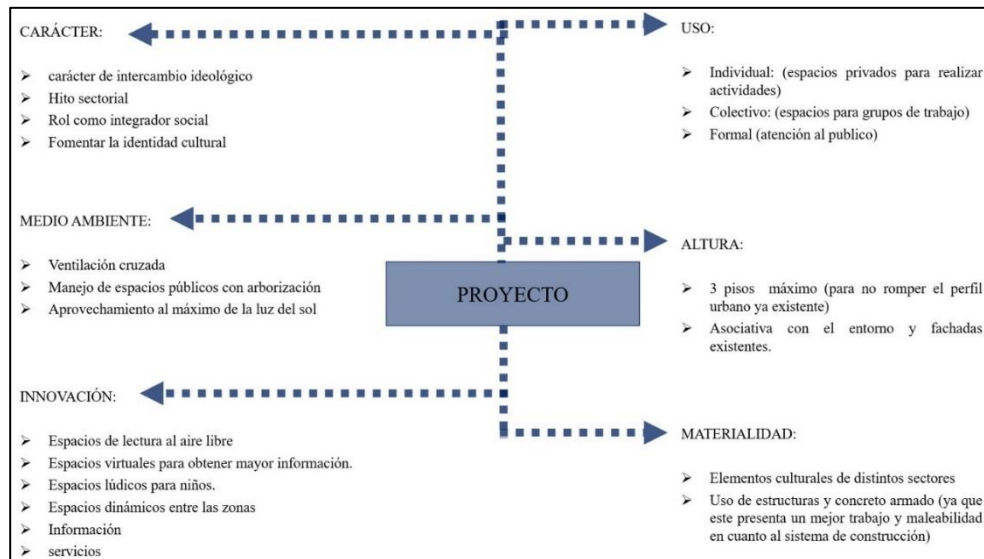 CARÁCTER:
➢ carácter de intercambio ideológico
➢ Hito sectorial
➢ Rol como integrador social
➢ Fomentar la identidad cultural
MEDIO AMBIENTE:
➢ Ventilación cruzada
➢ Manejo de espacios públicos con arborización
➢ Aprovechamiento al máximo de la luz del sol
INNOVACIÓN:
➢ Espacios de lectura al aire libre
➢ Espacios virtuales para obtener mayor información.
➢ Espacios lúdicos para niños.
➢ Espacios dinámicos entre las zonas
➢ Información
➢ servicios
PROYECTO
USO:
➢ Individual: (espacios privados para realizar
actividades)
➢ Colectivo: (espacios para grupos de trabajo)
➢ Formal (atención al publico)
ALTURA:
➢ 3 pisos máximo (para no romper el perfil
urbano ya existente)
➢ Asociativa con el entorno y fachadas
existentes.
MATERIALIDAD:
➢ Elementos culturales de distintos sectores
➢ Uso de estructuras y concreto armado (ya que
este presenta un mejor trabajo y maleabilidad
en cuanto al sistema de construcción)